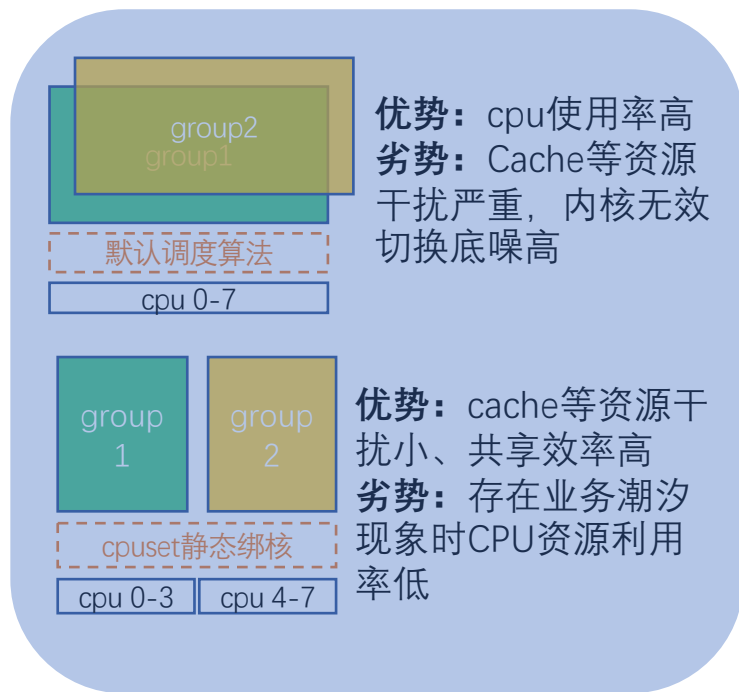 group2
group1
默认调度算法
cpu 0-7
优势：cpu使用率高
劣势：Cache等资源
干扰严重，内核无效
切换底噪高
group
1
group
2
cpuset静态绑核
cpu 0-3
cpu 4-7
优势：cache等资源干
扰小、共享效率高
劣势：存在业务潮汐
现象时CPU资源利用
率低